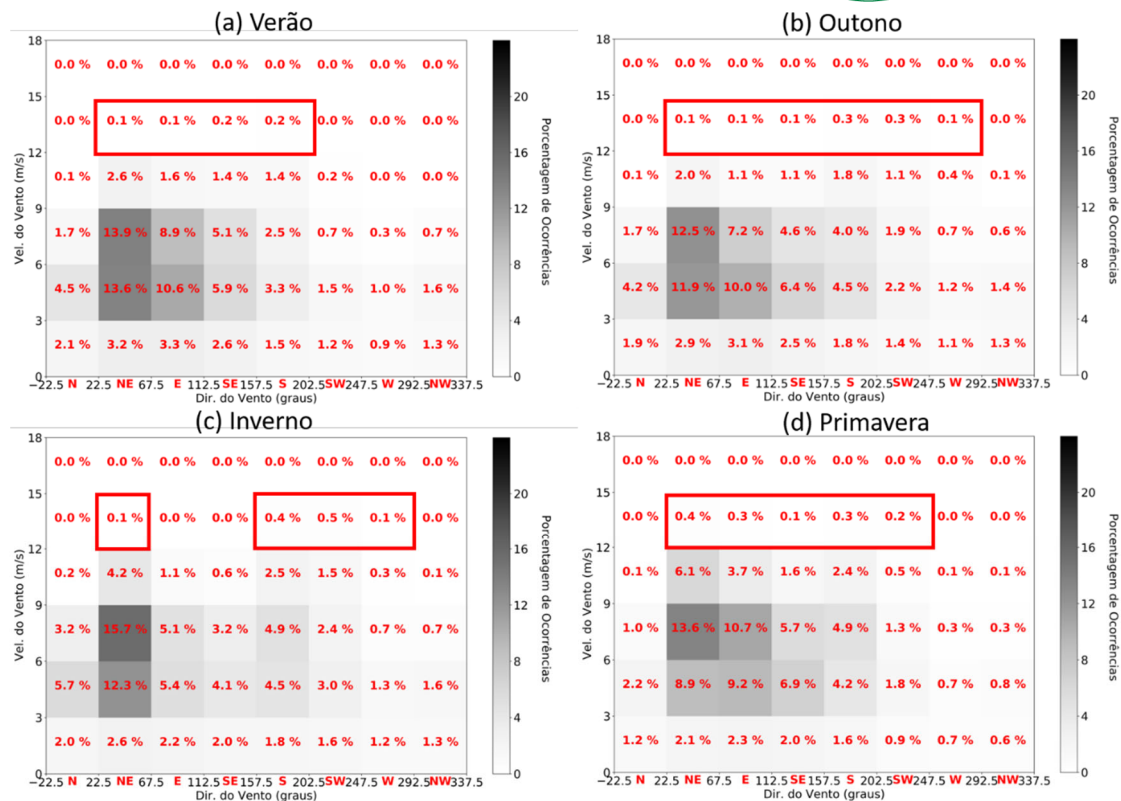 (a) Verão
18
0.0 % 0.0 % 0.0 % 0.0 % 0.0 % 0.0 % 0.0 % 0.0 %
15
0.0 % 0.1 % 0.1 % 0.2 % 0.2 % 0.0 % 0.0 % 0.0 %
12
0.1 % 2.6 % 1.6 % 1.4 % 1.4 % 0.2 % 0.0 % 0.0 %
9
1.7 % 13.9 % 8.9 % 5.1 % 2.5 % 0.7 % 0.3 % 0.7 %
6
4.5 % 13.6 % 10.6 % 5.9 % 3.3 % 1.5 % 1.0 % 1.6 %
3
2.1 % 3.2 % 3.3 % 2.6 % 1.5 % 1.2 % 0.9 % 1.3 %
0
−22.5 N 22.5 NE 67.5 E 112.5 SE 157.5 S 202.5 SW 247.5 W 292.5 NW 337.5
Dir. do Vento (graus)
Vel. do Vento (m/s)
20
16
12
8
4
0
Porcentagem de Ocorrências
(b) Outono
18
0.0 % 0.0 % 0.0 % 0.0 % 0.0 % 0.0 % 0.0 % 0.0 %
15
0.0 % 0.1 % 0.1 % 0.1 % 0.3 % 0.3 % 0.1 % 0.0 %
12
0.1 % 2.0 % 1.1 % 1.1 % 1.8 % 1.1 % 0.4 % 0.1 %
9
1.7 % 12.5 % 7.2 % 4.6 % 4.0 % 1.9 % 0.7 % 0.6 %
6
4.2 % 11.9 % 10.0 % 6.4 % 4.5 % 2.2 % 1.2 % 1.4 %
3
1.9 % 2.9 % 3.1 % 2.5 % 1.8 % 1.4 % 1.1 % 1.3 %
0
−22.5 N 22.5 NE 67.5 E 112.5 SE 157.5 S 202.5 SW 247.5 W 292.5 NW 337.5
Dir. do Vento (graus)
Vel. do Vento (m/s)
20
16
12
8
4
0
Porcentagem de Ocorrências
(c) Inverno
18
0.0 % 0.0 % 0.0 % 0.0 % 0.0 % 0.0 % 0.0 % 0.0 %
15
0.0 % 0.1 % 0.0 % 0.0 % 0.4 % 0.5 % 0.1 % 0.0 %
12
0.2 % 4.2 % 1.1 % 0.6 % 2.5 % 1.5 % 0.3 % 0.1 %
9
3.2 % 15.7 % 5.1 % 3.2 % 4.9 % 2.4 % 0.7 % 0.7 %
6
5.7 % 12.3 % 5.4 % 4.1 % 4.5 % 3.0 % 1.3 % 1.6 %
3
2.0 % 2.6 % 2.2 % 2.0 % 1.8 % 1.6 % 1.2 % 1.3 %
0
−22.5 N 22.5 NE 67.5 E 112.5 SE 157.5 S 202.5 SW 247.5 W 292.5 NW 337.5
Dir. do Vento (graus)
Vel. do Vento (m/s)
20
16
12
8
4
0
Porcentagem de Ocorrências
(d) Primavera
18
0.0 % 0.0 % 0.0 % 0.0 % 0.0 % 0.0 % 0.0 % 0.0 %
15
0.0 % 0.4 % 0.3 % 0.1 % 0.3 % 0.2 % 0.0 % 0.0 %
12
0.1 % 6.1 % 3.7 % 1.6 % 2.4 % 0.5 % 0.1 % 0.1 %
9
1.0 % 13.6 % 10.7 % 5.7 % 4.9 % 1.3 % 0.3 % 0.3 %
6
2.2 % 8.9 % 9.2 % 6.9 % 4.2 % 1.8 % 0.7 % 0.8 %
3
1.2 % 2.1 % 2.3 % 2.0 % 1.6 % 0.9 % 0.7 % 0.6 %
0
−22.5 N 22.5 NE 67.5 E 112.5 SE 157.5 S 202.5 SW 247.5 W 292.5 NW 337.5
Dir. do Vento (graus)
Vel. do Vento (m/s)
20
16
12
8
4
0
Porcentagem de Ocorrências